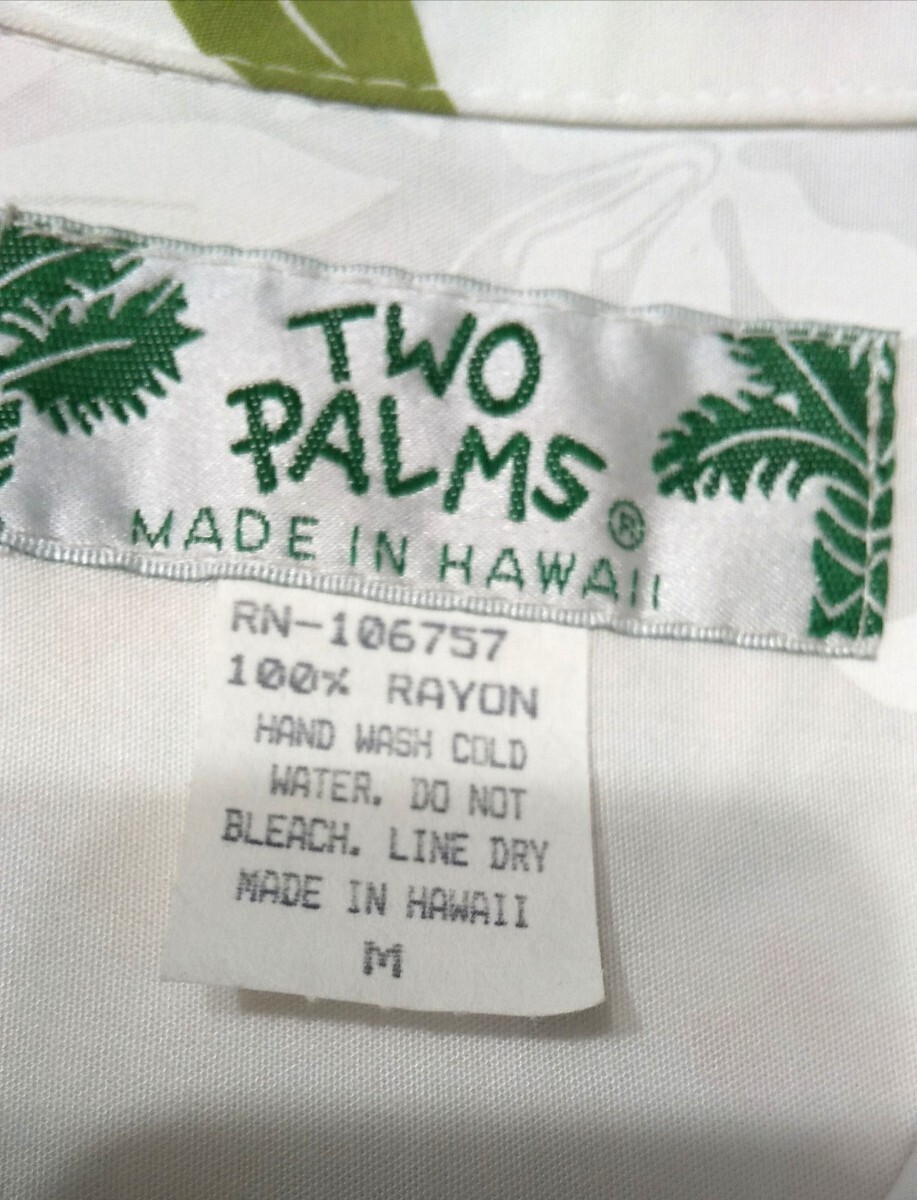 TWO
PALMS®
MADE IN HAWAII
RN-106757
100% RAYON
HAND WASH COLD
WATER. DO NOT
BLEACH. LINE DRY
MADE IN HAWAII
M